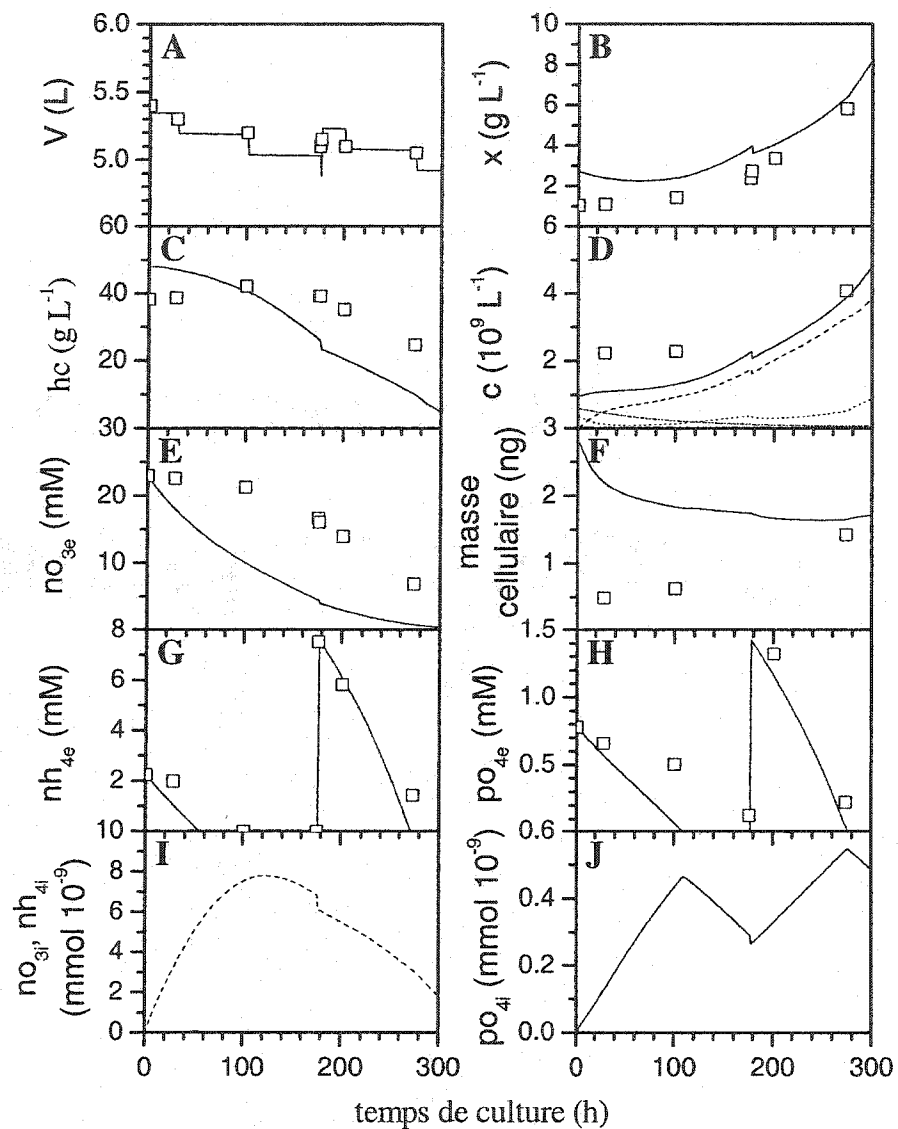 6.0
5.5
5.0
60
V (L)
A
10
8
6
4
2
6
x (g L⁻¹)
B
40
20
30
hc (g L⁻¹)
C
4
2
3
c (10⁹ L⁻¹)
D
20
10
8
no₃ₑ (mM)
E
2
1
1.5
masse cellulaire (ng)
F
6
4
2
10
nh₄ₑ (mM)
G
1.0
0.5
0.6
po₄ₑ (mM)
H
8
6
4
2
0
no₃ᵢ, nh₄ᵢ
(mmol 10⁻⁹)
I
0.4
0.2
0.0
po₄ᵢ (mmol 10⁻⁹)
J
0 100 200 300
0 100 200 300
temps de culture (h)